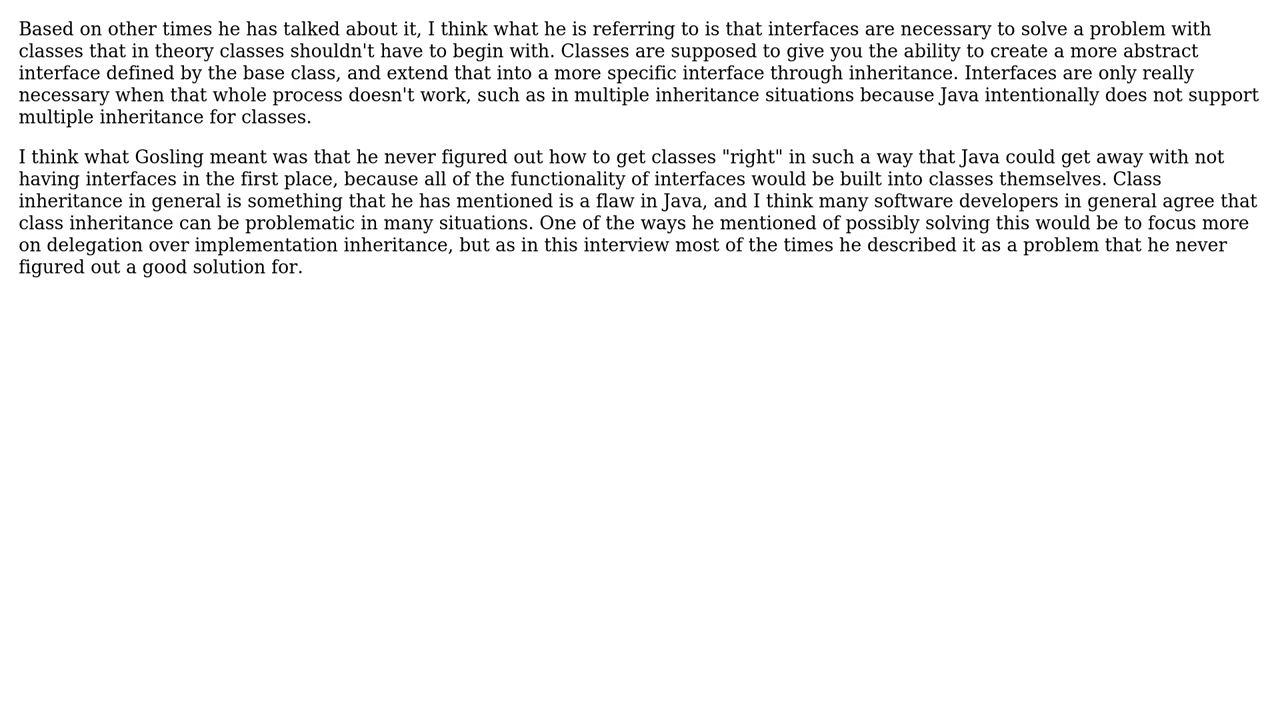 Based on other times he has talked about it, I think what he is referring to is that interfaces are necessary to solve a problem with
classes that in theory classes shouldn't have to begin with. Classes are supposed to give you the ability to create a more abstract
interface defined by the base class, and extend that into a more specific interface through inheritance. Interfaces are only really
necessary when that whole process doesn't work, such as in multiple inheritance situations because Java intentionally does not support
multiple inheritance for classes.
I think what Gosling meant was that he never figured out how to get classes "right" in such a way that Java could get away with not
having interfaces in the first place, because all of the functionality of interfaces would be built into classes themselves. Class
inheritance in general is something that he has mentioned is a flaw in Java, and I think many software developers in general agree that
class inheritance can be problematic in many situations. One of the ways he mentioned of possibly solving this would be to focus more
on delegation over implementation inheritance, but as in this interview most of the times he described it as a problem that he never
figured out a good solution for.